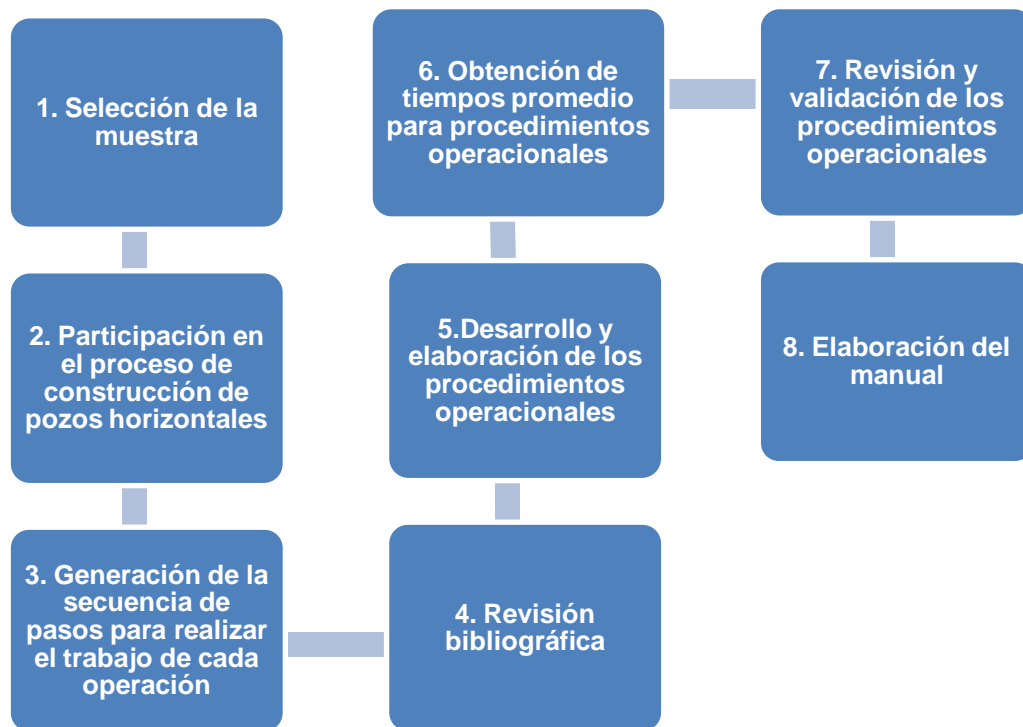 1. Selección de la
muestra
2. Participación en
el proceso de
construcción de
pozos horizontales
3. Generación de la
secuencia de
pasos para realizar
el trabajo de cada
operación
4. Revisión
bibliográfica
5.Desarrollo y
elaboración de los
procedimientos
operacionales
6. Obtención de
tiempos promedio
para procedimientos
operacionales
7. Revisión y
validación de los
procedimientos
operacionales
8. Elaboración del
manual